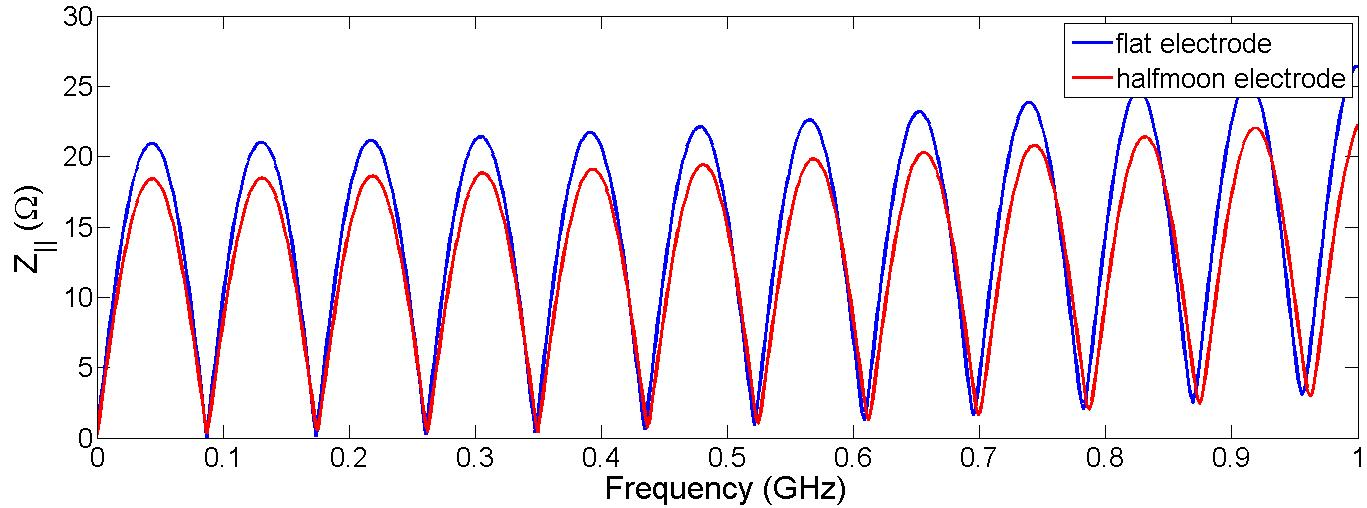 30
25
20
15
10
5
0
Z|| (Ω)
flat electrode
halfmoon electrode
0 0.1 0.2 0.3 0.4 0.5 0.6 0.7 0.8 0.9 1
Frequency (GHz)